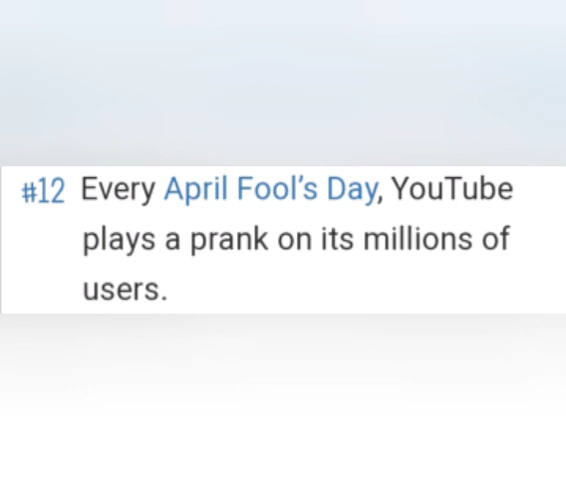 #12 Every April Fool’s Day, YouTube
plays a prank on its millions of
users.